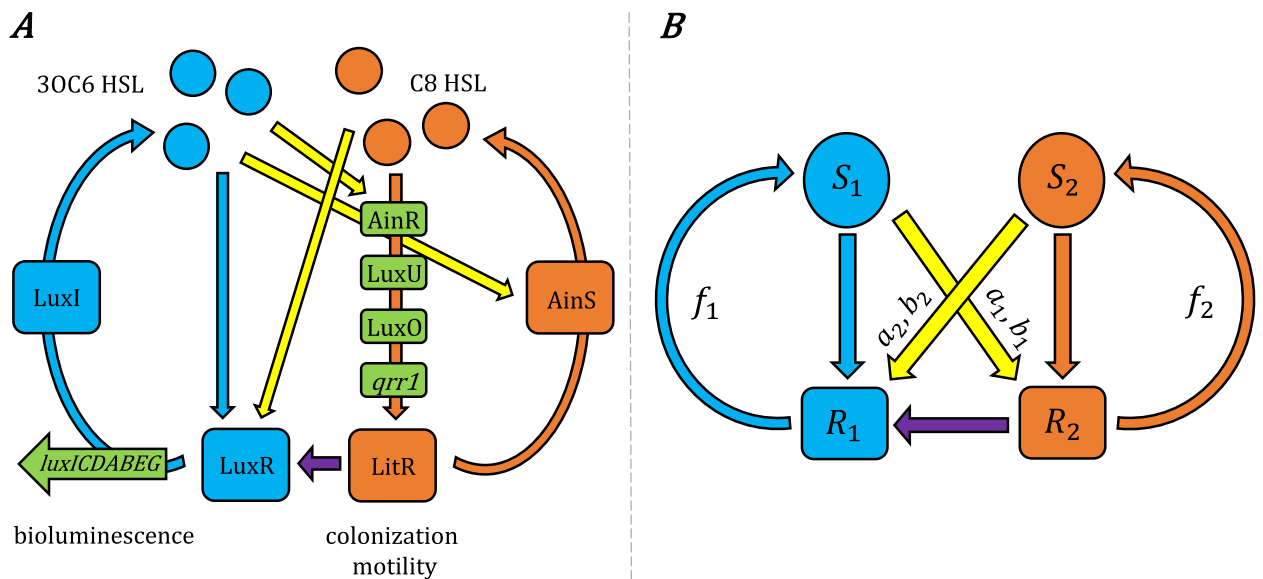 A
3OC6 HSL
C8 HSL
AinR
LuxU
LuxI
AinS
LuxO
qrr1
luxICDABEG
LuxR
LitR
bioluminescence
colonization
motility
B
S₁
S₂
f₁
a₂, b₂
a₁, b₁
f₂
R₁
R₂